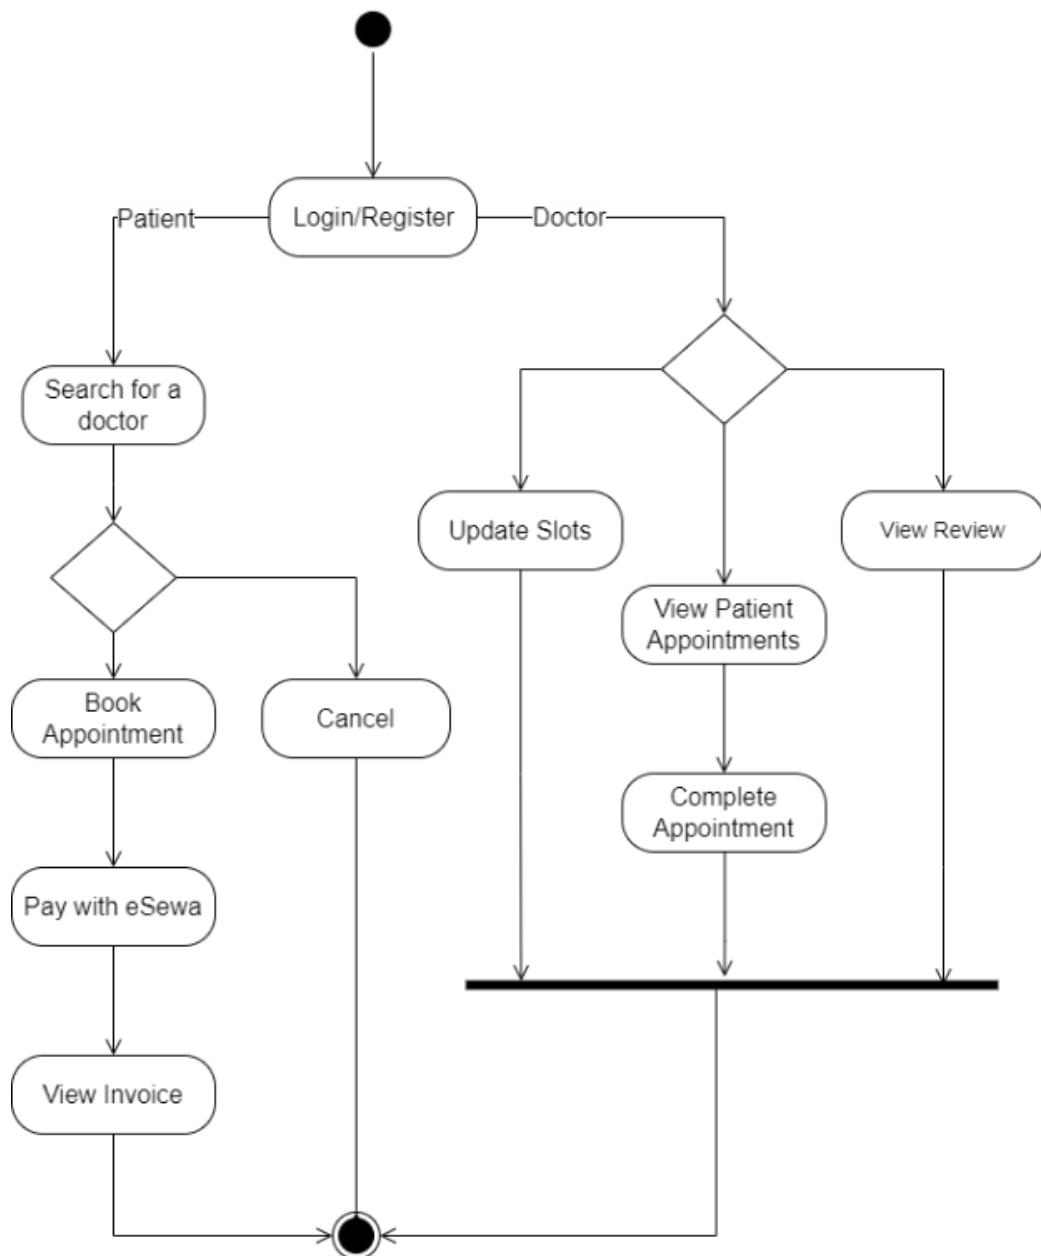 Patient
Login/Register
Doctor
Search for a
doctor
Update Slots
View Review
View Patient
Appointments
Book
Appointment
Cancel
Complete
Appointment
Pay with eSewa
View Invoice